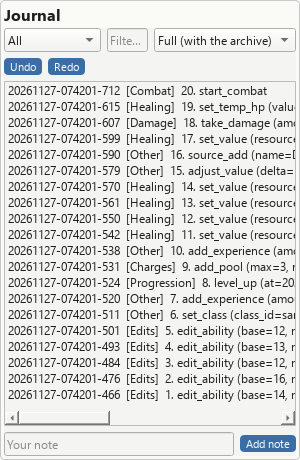 Journal
All Filte... Full (with the archive)
Undo Redo
20261127-074201-712 [Combat] 20. start_combat
20261127-074201-615 [Healing] 19. set_temp_hp (valu
20261127-074201-607 [Damage] 18. take_damage (amo
20261127-074201-599 [Healing] 17. set_value (resourc
20261127-074201-590 [Other] 16. source_add (name=D
20261127-074201-579 [Other] 15. adjust_value (delta=
20261127-074201-570 [Healing] 14. set_value (resourc
20261127-074201-561 [Healing] 13. set_value (resourc
20261127-074201-550 [Healing] 12. set_value (resourc
20261127-074201-542 [Healing] 11. set_value (resourc
20261127-074201-538 [Other] 10. add_experience (amo
20261127-074201-531 [Charges] 9. add_pool (max=3, r
20261127-074201-524 [Progression] 8. level_up (at=20
20261127-074201-520 [Other] 7. add_experience (amou
20261127-074201-511 [Other] 6. set_class (class_id=sam
20261127-074201-501 [Edits] 5. edit_ability (base=12, n
20261127-074201-493 [Edits] 4. edit_ability (base=13, n
20261127-074201-484 [Edits] 3. edit_ability (base=12, n
20261127-074201-476 [Edits] 2. edit_ability (base=16, n
20261127-074201-466 [Edits] 1. edit_ability (base=14, n
Your note Add note